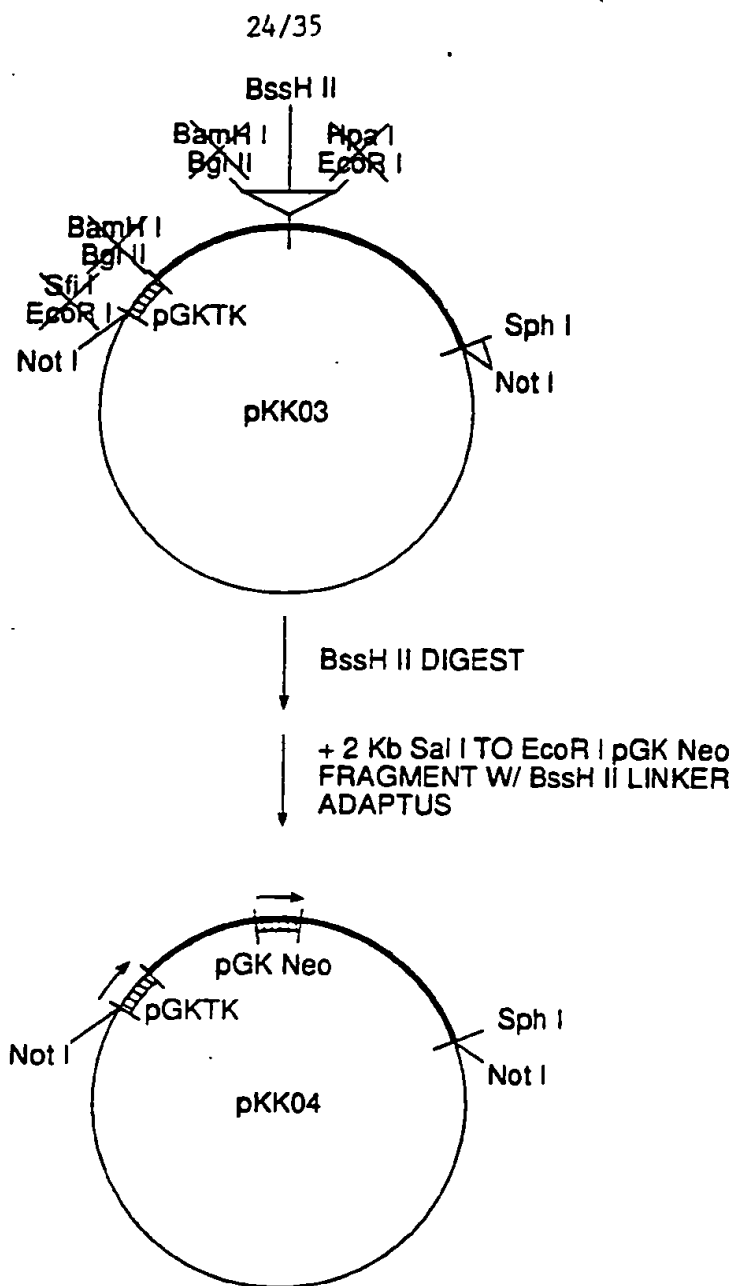 24/35
BssH II
BamH I
Bgl II
Hpa I
EcoR I
BamH I
Bgl II
Sfi I
EcoR I
pGKTK
Not I
Sph I
Not I
pKK03
BssH II DIGEST
+ 2 Kb Sal I TO EcoR I pGK Neo
FRAGMENT W/ BssH II LINKER
ADAPTUS
pGK Neo
pGKTK
Not I
Sph I
Not I
pKK04